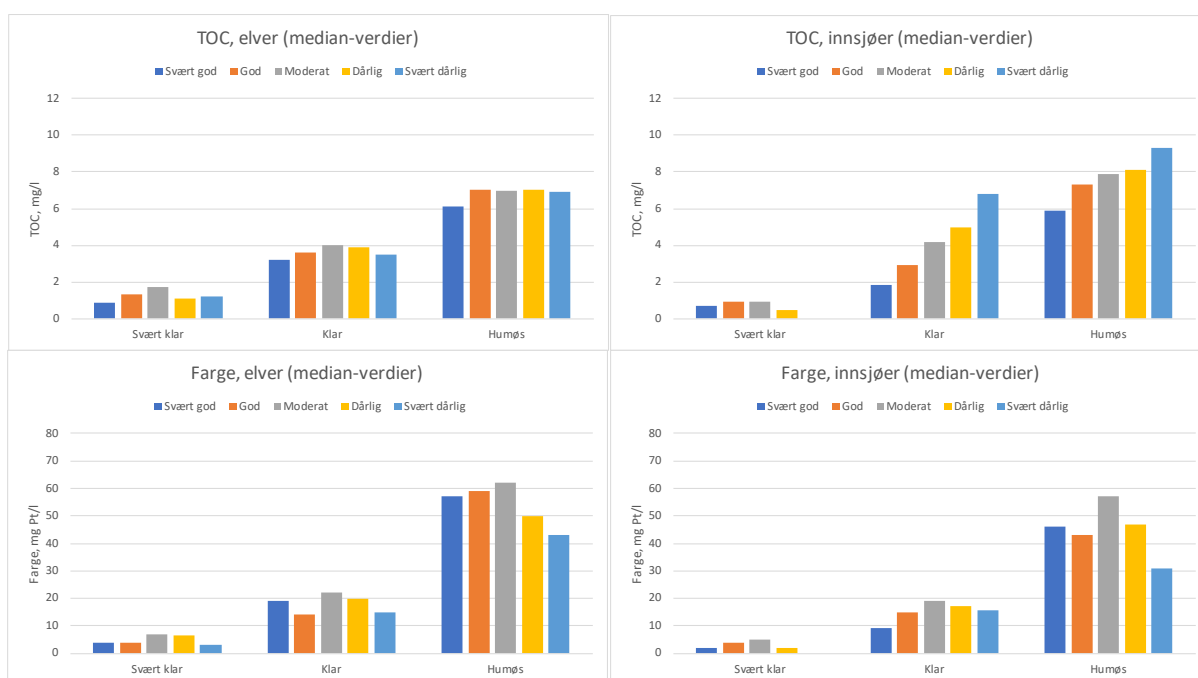 TOC, elver (median-verdier)
Svært god God Moderat Dårlig Svært dårlig
12
10
8
6
4
2
0
TOC, mg/l
Svært klar Klar Humøs
TOC, innsjøer (median-verdier)
Svært god God Moderat Dårlig Svært dårlig
12
10
8
6
4
2
0
TOC, mg/l
Svært klar Klar Humøs
Farge, elver (median-verdier)
Svært god God Moderat Dårlig Svært dårlig
80
70
60
50
40
30
20
10
0
Farge, mg Pt/l
Svært klar Klar Humøs
Farge, innsjøer (median-verdier)
Svært god God Moderat Dårlig Svært dårlig
80
70
60
50
40
30
20
10
0
Farge, mg Pt/l
Svært klar Klar Humøs